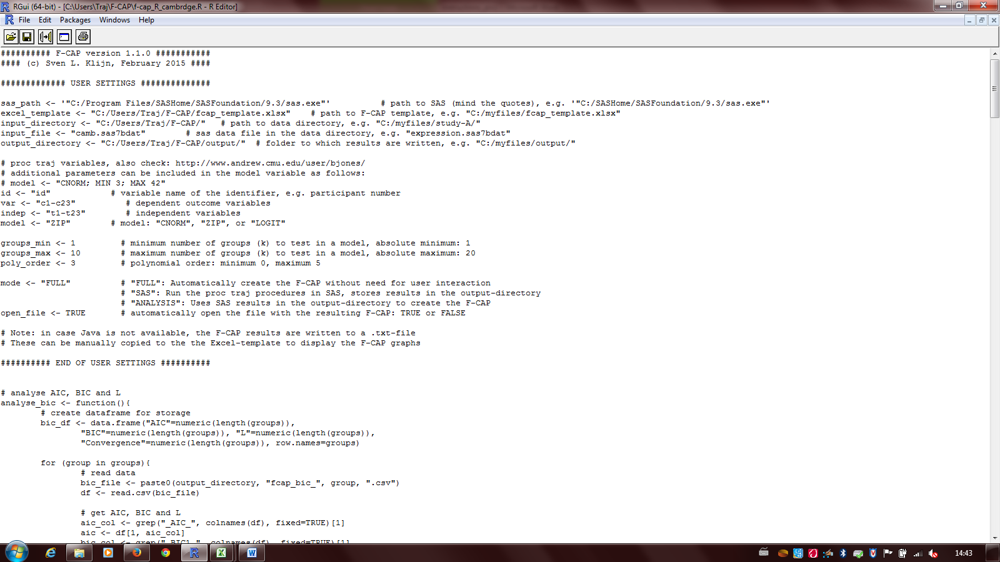 RGui (64-bit) - [C:\Users\Traj\F-CAP\f-cap_R_cambrdge.R - R Editor]
File Edit Packages Windows Help
########## F-CAP version 1.1.0 ###########
#### (c) Sven L. Klijn, February 2015 ####
############# USER SETTINGS ##############
sas_path <- '"C:/Program Files/SASHome/SASFoundation/9.3/sas.exe"' # path to SAS (mind the quotes), e.g. '"C:/SASHome/SASFoundation/9.3/sas.exe"'
excel_template <- "C:/Users/Traj/F-CAP/fcap_template.xlsx" # path to F-CAP template, e.g. "C:/myfiles/fcap_template.xlsx"
input_directory <- "C:/Users/Traj/F-CAP/" # path to data directory, e.g. "C:/myfiles/study-A/"
input_file <- "camb.sas7bdat" # sas data file in the data directory, e.g. "expression.sas7bdat"
output_directory <- "C:/Users/Traj/F-CAP/output/" # folder to which results are written, e.g. "C:/myfiles/output/"
# proc traj variables, also check: http://www.andrew.cmu.edu/user/bjones/
# additional parameters can be included in the model variable as follows:
# model <- "CNORM; MIN 3; MAX 42"
id <- "id" # variable name of the identifier, e.g. participant number
var <- "c1-c23" # dependent outcome variables
indep <- "t1-t23" # independent variables
model <- "ZIP" # model: "CNORM", "ZIP", or "LOGIT"
groups_min <- 1 # minimum number of groups (k) to test in a model, absolute minimum: 1
groups_max <- 10 # maximum number of groups (k) to test in a model, absolute maximum: 20
poly_order <- 3 # polynomial order: minimum 0, maximum 5
mode <- "FULL" # "FULL": Automatically create the F-CAP without need for user interaction
# "SAS": Run the proc traj procedures in SAS, stores results in the output-directory
# "ANALYSIS": Uses SAS results in the output-directory to create the F-CAP
open_file <- TRUE # automatically open the file with the resulting F-CAP: TRUE or FALSE
# Note: in case Java is not available, the F-CAP results are written to a .txt-file
# These can be manually copied to the the Excel-template to display the F-CAP graphs
########## END OF USER SETTINGS ##########
# analyse AIC, BIC and L
analyse_bic <- function(){
# create dataframe for storage
bic_df <- data.frame("AIC"=numeric(length(groups)),
"BIC"=numeric(length(groups)), "L"=numeric(length(groups)),
"Convergence"=numeric(length(groups)), row.names=groups)
for (group in groups){
# read data
bic_file <- paste0(output_directory, "fcap_bic_", group, ".csv")
df <- read.csv(bic_file)
# get AIC, BIC and L
aic_col <- grep("_AIC_", colnames(df), fixed=TRUE)[1]
aic <- df[1, aic_col]
bic_col <- grep("_BIC1_", colnames(df), fixed=TRUE)[1]
14:43